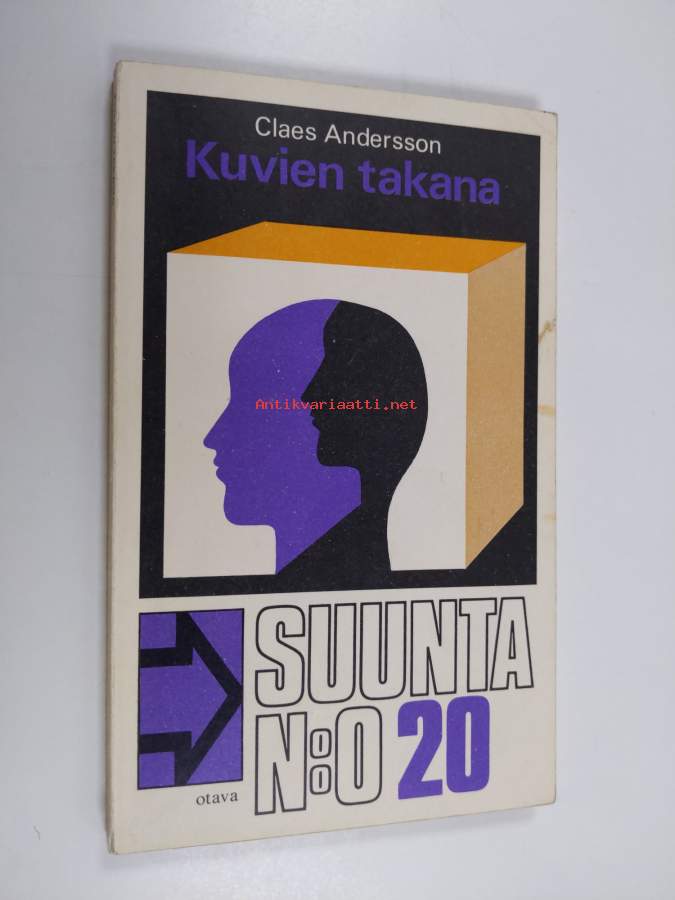 Claes Andersson
Kuvien takana
Antikvariaatti.net
SUUNTA
N:o 20
otava